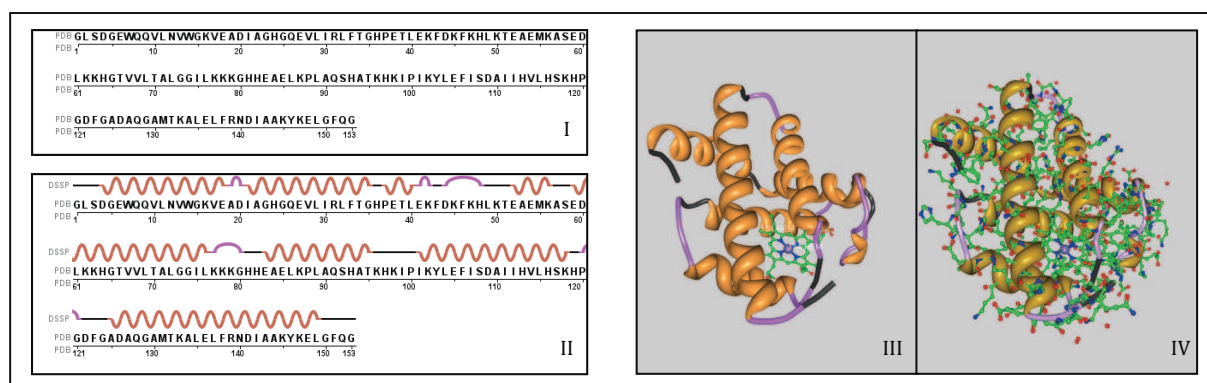 PDB GLSDGEWQQVLNVWGKVEADIAGHGQEVLIRLFTGHPETLEKFDKFKHLKTEAEMKASED
PDB 1 10 20 30 40 50 60
PDB LKKHGTVVLTALGGILKKKGHHEAELKPLAQSHATKHKIPIKYLEFISDAIIHVLHSKHP
PDB 61 70 80 90 100 110 120
PDB GDFGADAQGAMTKALELFRNDIAAKYKELGFQG
PDB 121 130 140 150 153
I
DSSP
PDB GLSDGEWQQVLNVWGKVEADIAGHGQEVLIRLFTGHPETLEKFDKFKHLKTEAEMKASED
PDB 1 10 20 30 40 50 60
DSSP
PDB LKKHGTVVLTALGGILKKKGHHEAELKPLAQSHATKHKIPIKYLEFISDAIIHVLHSKHP
PDB 61 70 80 90 100 110 120
DSSP
PDB GDFGADAQGAMTKALELFRNDIAAKYKELGFQG
PDB 121 130 140 150 153
II
III
IV